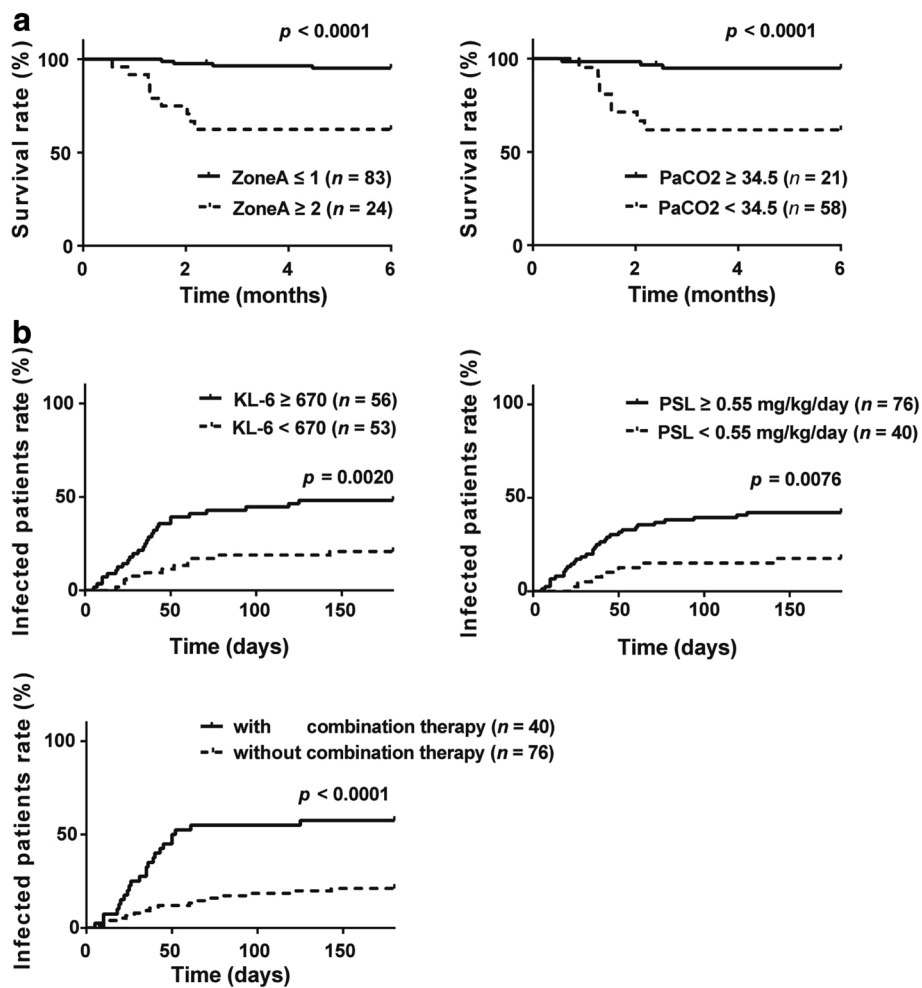 a
p < 0.0001
Survival rate (%)
100
50
0
ZoneA ≤ 1 (n = 83)
ZoneA ≥ 2 (n = 24)
0 2 4 6
Time (months)
p < 0.0001
Survival rate (%)
100
50
0
PaCO2 ≥ 34.5 (n = 21)
PaCO2 < 34.5 (n = 58)
0 2 4 6
Time (months)
b
Infected patients rate (%)
100
50
0
KL-6 ≥ 670 (n = 56)
KL-6 < 670 (n = 53)
p = 0.0020
0 50 100 150
Time (days)
Infected patients rate (%)
100
50
0
PSL ≥ 0.55 mg/kg/day (n = 76)
PSL < 0.55 mg/kg/day (n = 40)
p = 0.0076
0 50 100 150
Time (days)
Infected patients rate (%)
100
50
0
with combination therapy (n = 40)
without combination therapy (n = 76)
p < 0.0001
0 50 100 150
Time (days)